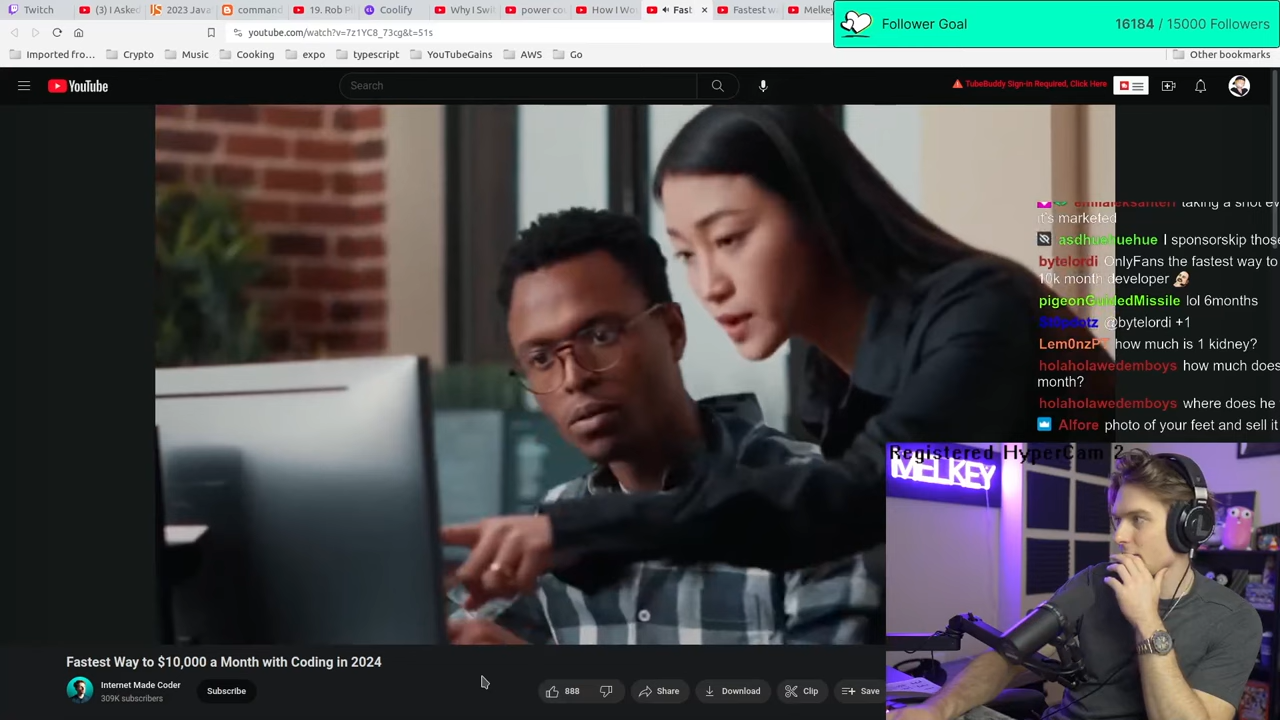 Twitch
(3) I Asked
2023 Java
command
19. Rob Pi
Coolify
Why I Swi
power cou
How I Wo
Fast
Fastest w
Melkey
Follower Goal
16184 / 15000 Followers
youtube.com/watch?v=7z1YC8_73cg&t=51s
Imported fro...
Crypto
Music
Cooking
expo
typescript
YouTubeGains
AWS
Go
Other bookmarks
YouTube
Search
TubeBuddy Sign-in Required, Click Here
taking a shot ev
it's marketed
asdhuehuehue I sponsorskip those
bytelordi OnlyFans the fastest way to
10k month developer
pigeonGuidedMissile lol 6months
@bytelordi +1
how much is 1 kidney?
holaholawedemboys how much does
month?
holaholawedemboys where does he
Alfore photo of your feet and sell it
Registered HyperCam 2
MELKEY
Fastest Way to $10,000 a Month with Coding in 2024
Internet Made Coder
309K subscribers
Subscribe
888
Share
Download
Clip
Save